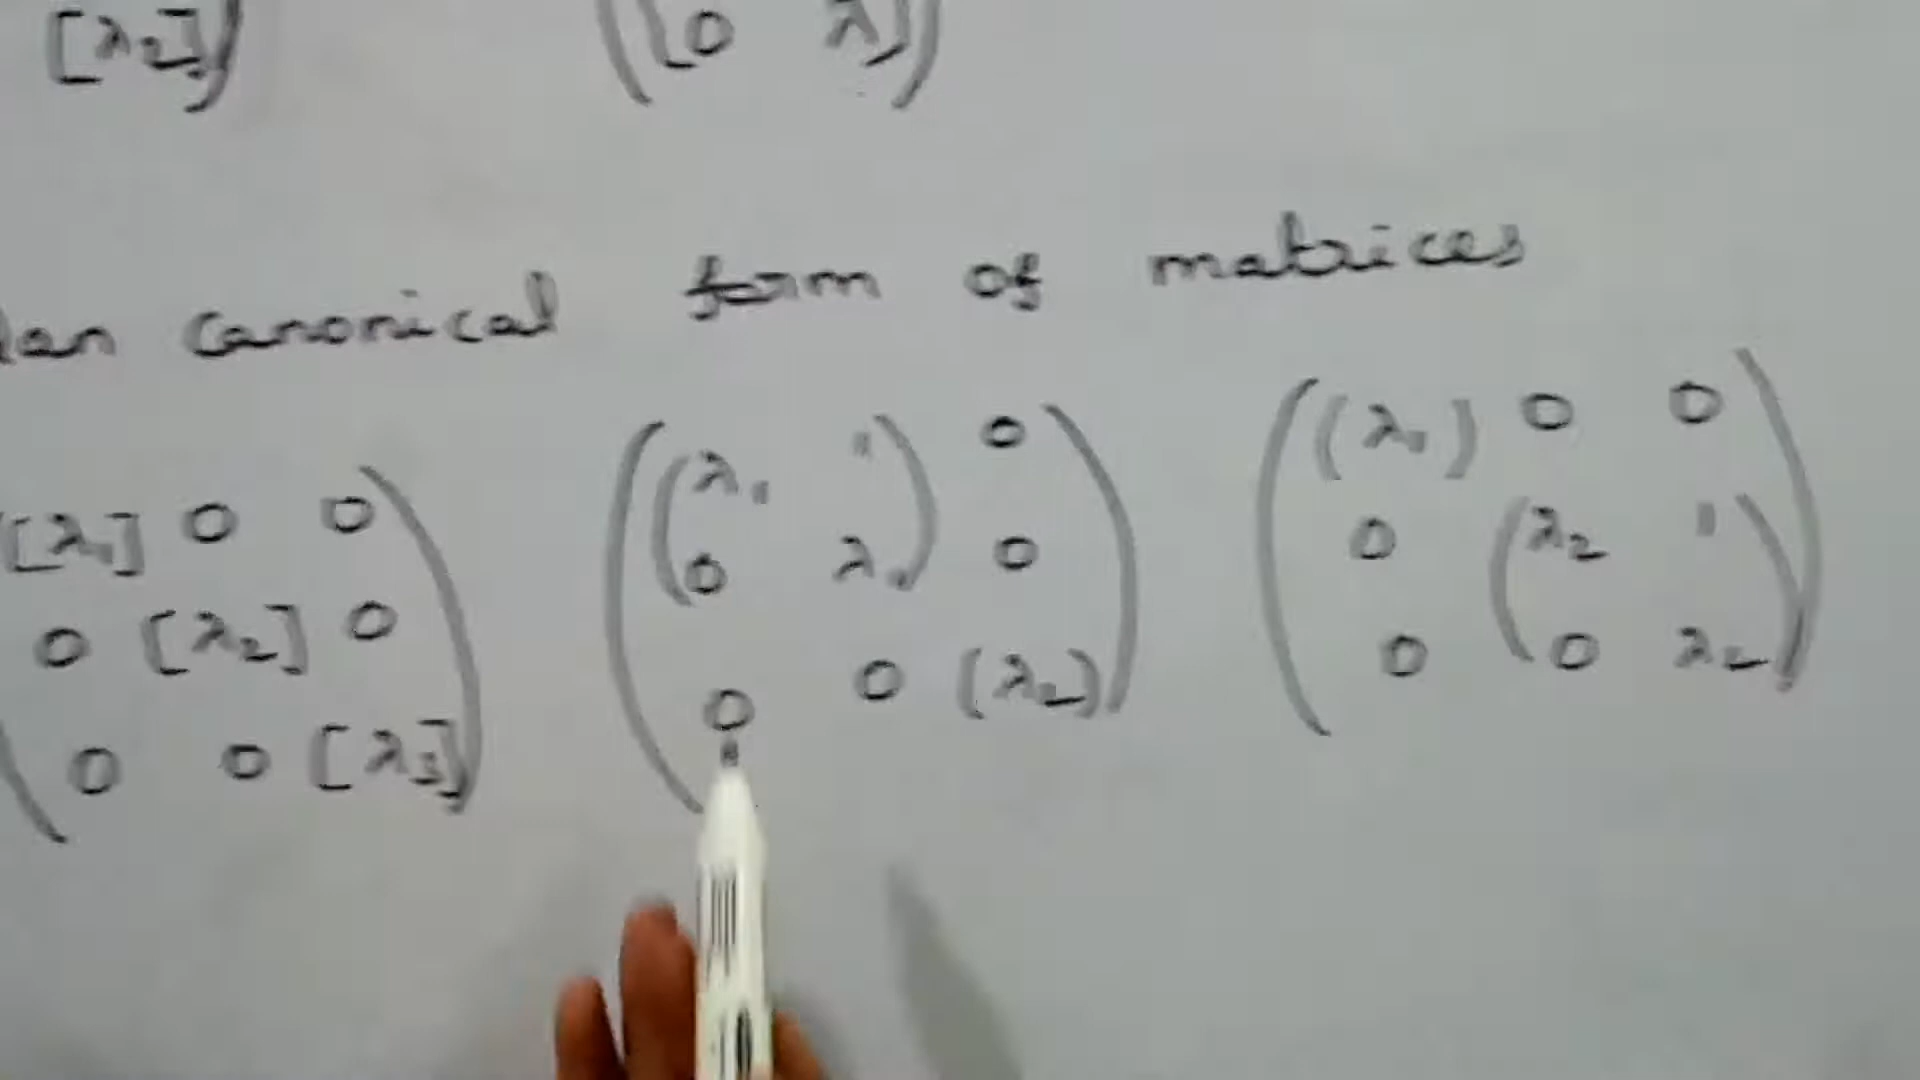 [λ2]) ([0 λ])
canonical form of matrices
[λ1] 0 0 ) ( (λ1 1) 0 ) ( (λ1) 0 0 )
0 [λ2] 0 ) ( (0 λ1) 0 ) ( 0 (λ2 1) )
( 0 0 [λ3] ) ( 0 0 (λ2) ) ( 0 (0 λ2) )